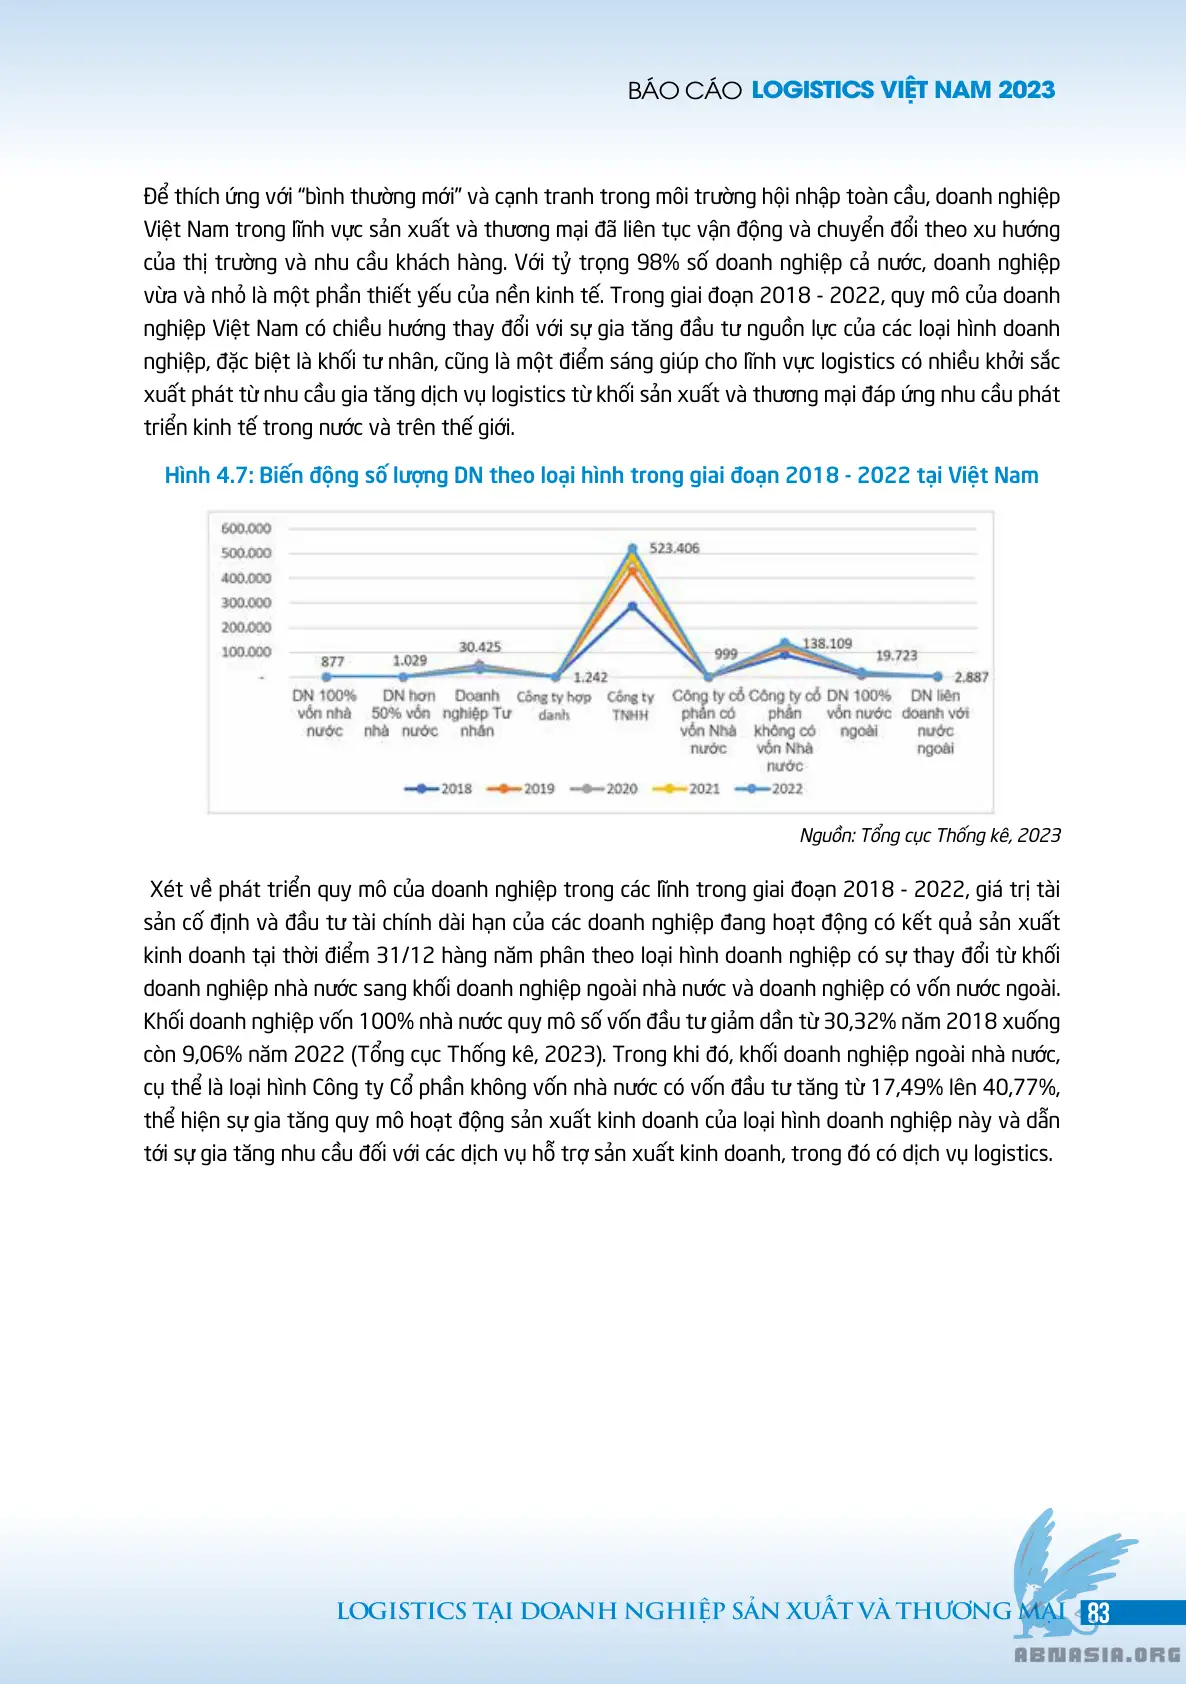 BÁO CÁO LOGISTICS VIỆT NAM 2023
Để thích ứng với “bình thường mới” và cạnh tranh trong môi trường hội nhập toàn cầu, doanh nghiệp
Việt Nam trong lĩnh vực sản xuất và thương mại đã liên tục vận động và chuyển đổi theo xu hướng
của thị trường và nhu cầu khách hàng. Với tỷ trọng 98% số doanh nghiệp cả nước, doanh nghiệp
vừa và nhỏ là một phần thiết yếu của nền kinh tế. Trong giai đoạn 2018 - 2022, quy mô của doanh
nghiệp Việt Nam có chiều hướng thay đổi với sự gia tăng đầu tư nguồn lực của các loại hình doanh
nghiệp, đặc biệt là khối tư nhân, cũng là một điểm sáng giúp cho lĩnh vực logistics có nhiều khởi sắc
xuất phát từ nhu cầu gia tăng dịch vụ logistics từ khối sản xuất và thương mại đáp ứng nhu cầu phát
triển kinh tế trong nước và trên thế giới.
Hình 4.7: Biến động số lượng DN theo loại hình trong giai đoạn 2018 - 2022 tại Việt Nam
600.000
500.000
400.000
300.000
200.000
100.000
-
877
1.029
30.425
1.242
523.406
999
138.109
19.723
2.887
DN 100%
vốn nhà
nước
DN hơn
50% vốn
nhà nước
Doanh
nghiệp Tư
nhân
Công ty hợp
danh
Công ty
TNHH
Công ty cổ
phần có
vốn Nhà
nước
Công ty cổ
phần
không có
vốn Nhà
nước
DN 100%
vốn nước
ngoài
DN liên
doanh với
nước
ngoài
2018 2019 2020 2021 2022
Nguồn: Tổng cục Thống kê, 2023
Xét về phát triển quy mô của doanh nghiệp trong các lĩnh trong giai đoạn 2018 - 2022, giá trị tài
sản cố định và đầu tư tài chính dài hạn của các doanh nghiệp đang hoạt động có kết quả sản xuất
kinh doanh tại thời điểm 31/12 hàng năm phân theo loại hình doanh nghiệp có sự thay đổi từ khối
doanh nghiệp nhà nước sang khối doanh nghiệp ngoài nhà nước và doanh nghiệp có vốn nước ngoài.
Khối doanh nghiệp vốn 100% nhà nước quy mô số vốn đầu tư giảm dần từ 30,32% năm 2018 xuống
còn 9,06% năm 2022 (Tổng cục Thống kê, 2023). Trong khi đó, khối doanh nghiệp ngoài nhà nước,
cụ thể là loại hình Công ty Cổ phần không vốn nhà nước có vốn đầu tư tăng từ 17,49% lên 40,77%,
thể hiện sự gia tăng quy mô hoạt động sản xuất kinh doanh của loại hình doanh nghiệp này và dẫn
tới sự gia tăng nhu cầu đối với các dịch vụ hỗ trợ sản xuất kinh doanh, trong đó có dịch vụ logistics.
LOGISTICS TẠI DOANH NGHIỆP SẢN XUẤT VÀ THƯƠNG MẠI 83
ABMASIA.ORG